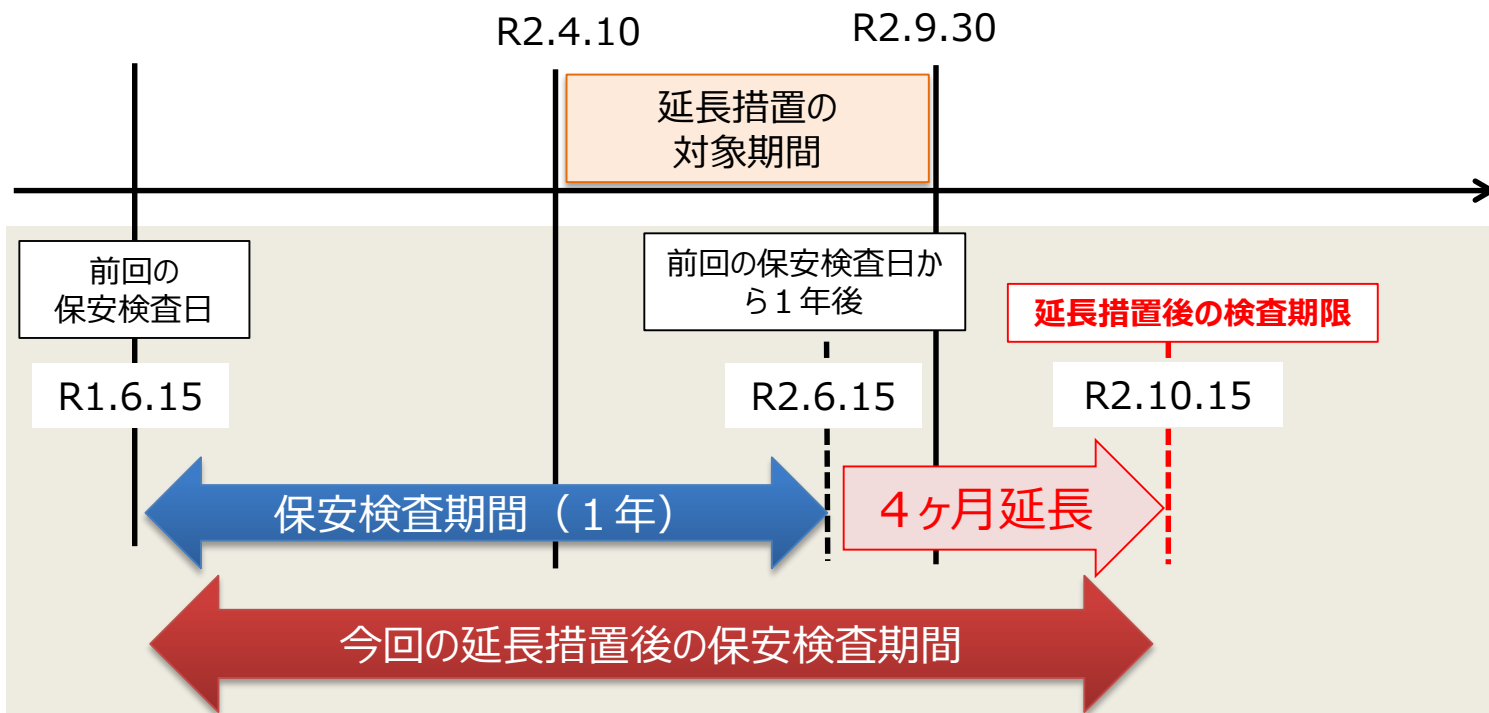 R2.4.10
R2.9.30
延長措置の
対象期間
前回の
保安検査日
前回の保安検査日か
ら１年後
延長措置後の検査期限
R1.6.15
R2.6.15
R2.10.15
保安検査期間（１年）
４ヶ月延長
今回の延長措置後の保安検査期間